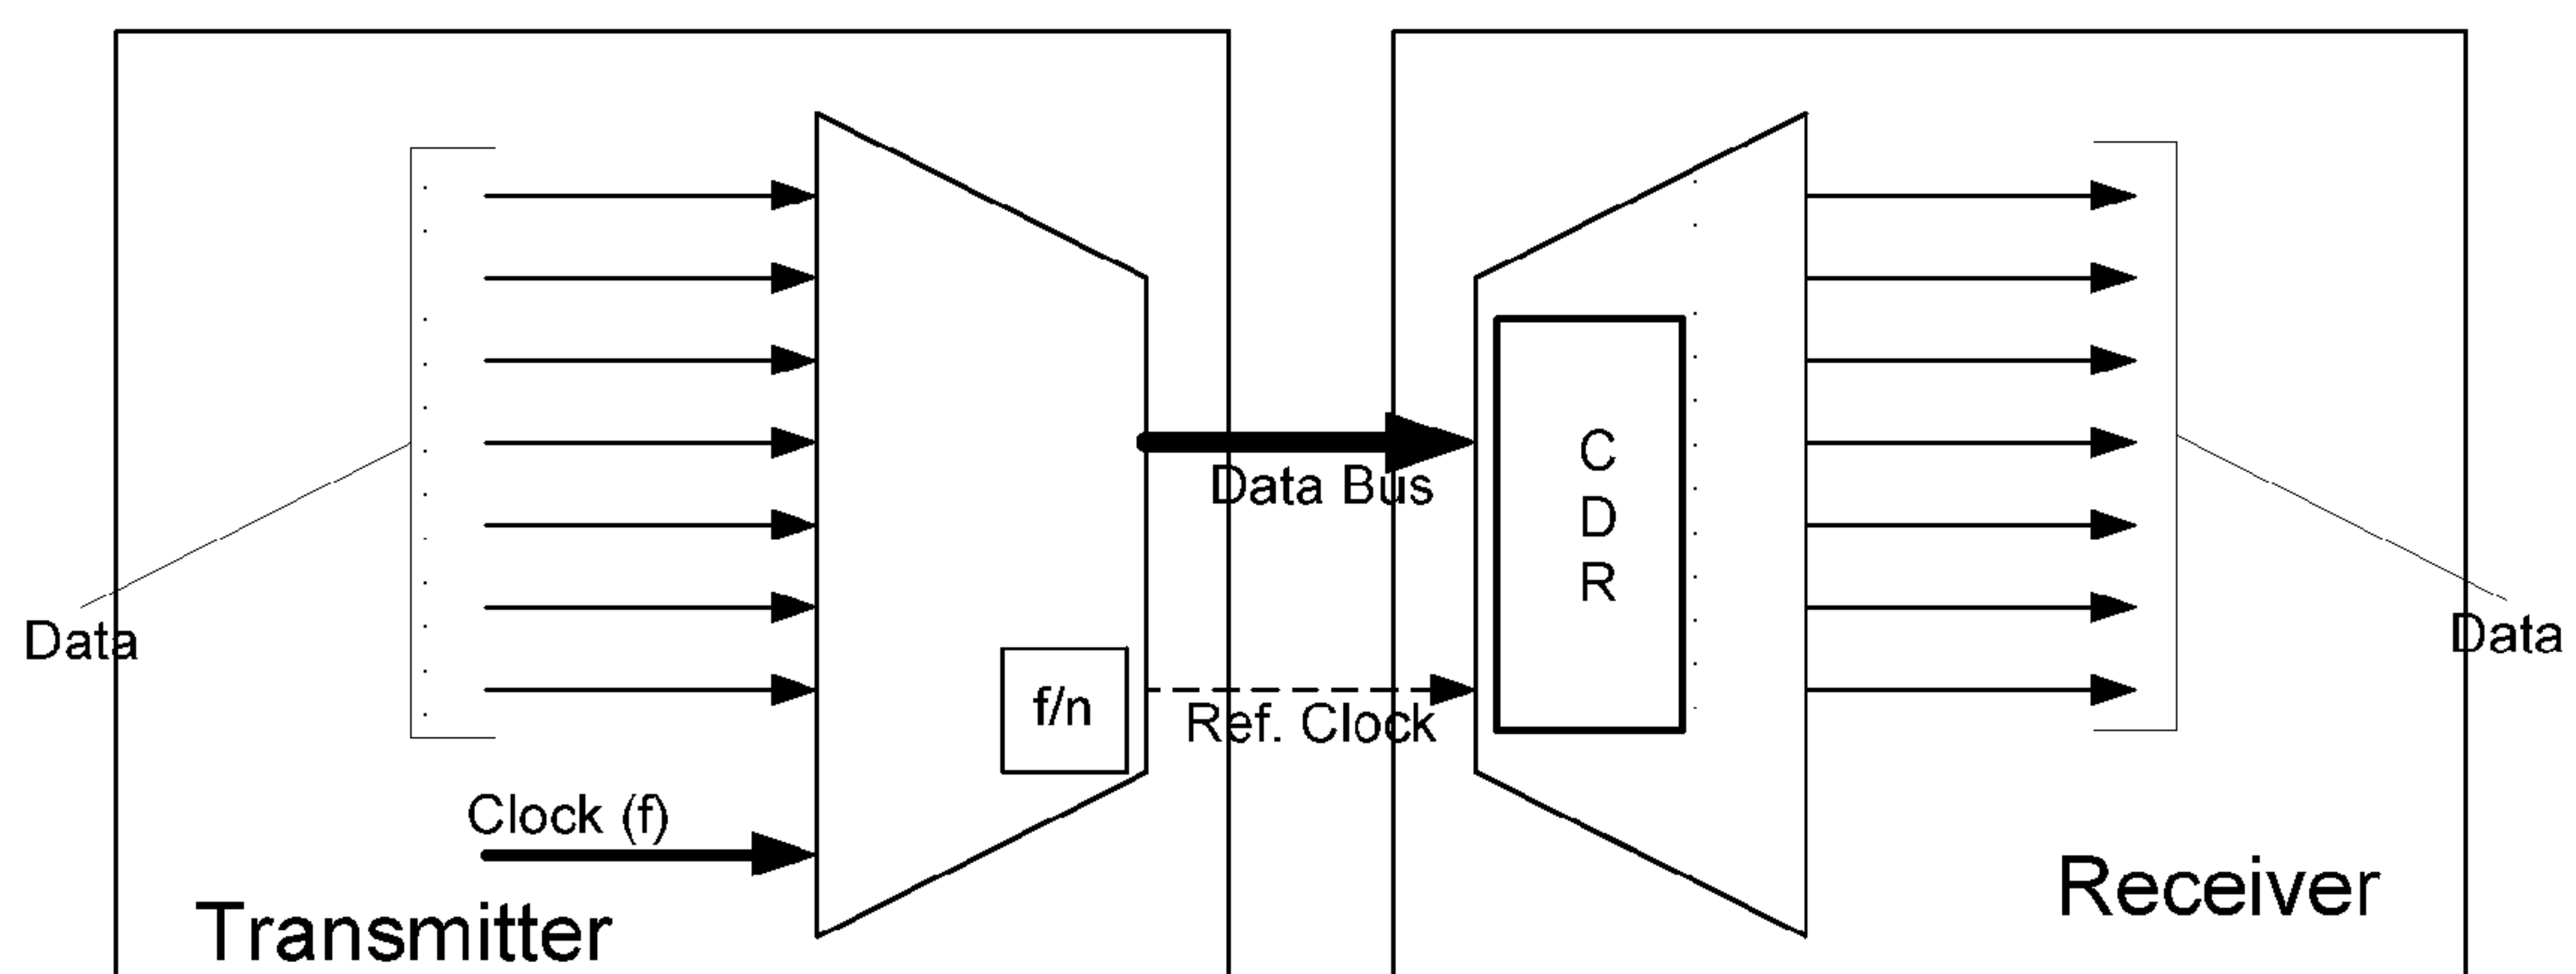 Data Bus
C
D
R
Data
Data
f/n
Ref. Clock
Clock (f)
Transmitter
Receiver